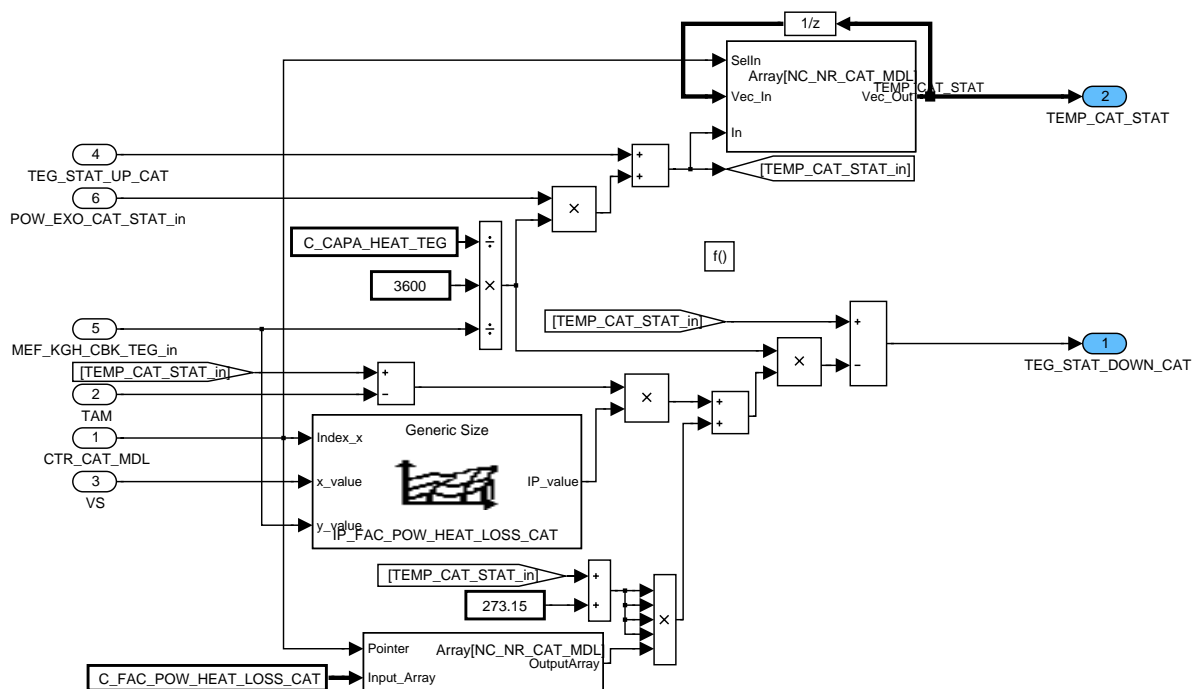 1/z
SelIn
Array[NC_NR_CAT_MDL]
Vec_In
Vec_Out
TEMP_CAT_STAT
In
2
TEMP_CAT_STAT
4
TEG_STAT_UP_CAT
+
+
[TEMP_CAT_STAT_in]
6
POW_EXO_CAT_STAT_in
×
C_CAPA_HEAT_TEG
÷
f()
3600
×
5
÷
MEF_KGH_CBK_TEG_in
[TEMP_CAT_STAT_in]
+
−
1
TEG_STAT_DOWN_CAT
×
[TEMP_CAT_STAT_in]
+
−
2
TAM
×
+
+
1
CTR_CAT_MDL
Generic Size
Index_x
3
VS
x_value
IP_value
y_value
IP_FAC_POW_HEAT_LOSS_CAT
[TEMP_CAT_STAT_in]
+
273.15
+
×
Pointer
Array[NC_NR_CAT_MDL]
OutputArray
C_FAC_POW_HEAT_LOSS_CAT
Input_Array